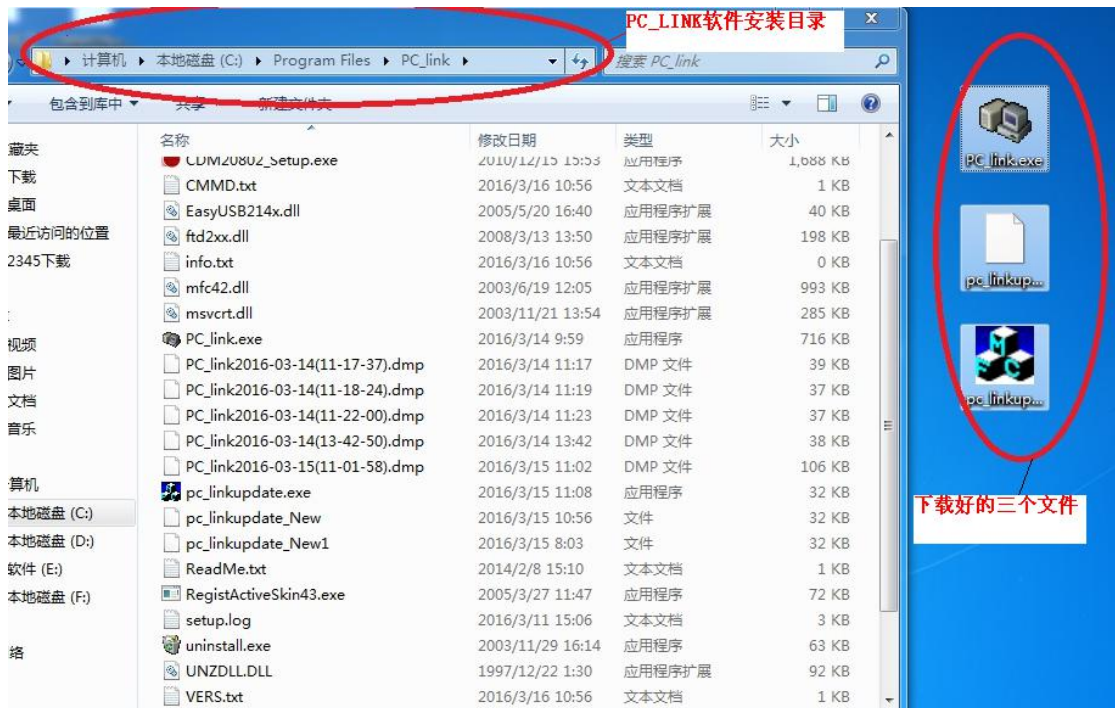 PC_LINK软件安装目录
计算机 本地磁盘 (C:) Program Files PC_link
搜索 PC_link
包含到库中 共享 新建文件夹
名称 修改日期 类型 大小
CDM20802_Setup.exe 2010/12/15 15:53 应用程序 1,688 KB
CMMD.txt 2016/3/16 10:56 文本文档 1 KB
EasyUSB214x.dll 2005/5/20 16:40 应用程序扩展 40 KB
ftd2xx.dll 2008/3/13 13:50 应用程序扩展 198 KB
info.txt 2016/3/16 10:56 文本文档 0 KB
mfc42.dll 2003/6/19 12:05 应用程序扩展 993 KB
msvcrt.dll 2003/11/21 13:54 应用程序扩展 285 KB
PC_link.exe 2016/3/14 9:59 应用程序 716 KB
PC_link2016-03-14(11-17-37).dmp 2016/3/14 11:17 DMP 文件 39 KB
PC_link2016-03-14(11-18-24).dmp 2016/3/14 11:19 DMP 文件 37 KB
PC_link2016-03-14(11-22-00).dmp 2016/3/14 11:23 DMP 文件 37 KB
PC_link2016-03-14(13-42-50).dmp 2016/3/14 13:42 DMP 文件 38 KB
PC_link2016-03-15(11-01-58).dmp 2016/3/15 11:02 DMP 文件 106 KB
pc_linkupdate.exe 2016/3/15 11:08 应用程序 32 KB
pc_linkupdate_New 2016/3/15 10:56 文件 32 KB
pc_linkupdate_New1 2016/3/15 8:03 文件 32 KB
ReadMe.txt 2014/2/8 15:10 文本文档 1 KB
RegistActiveSkin43.exe 2005/3/27 11:47 应用程序 72 KB
setup.log 2016/3/11 15:06 文本文档 3 KB
uninstall.exe 2003/11/29 16:14 应用程序 63 KB
UNZDLL.DLL 1997/12/22 1:30 应用程序扩展 92 KB
VERS.txt 2016/3/16 10:56 文本文档 1 KB
藏夹
下载
桌面
最近访问的位置
2345下载
视频
图片
文档
音乐
算机
本地磁盘 (C:)
本地磁盘 (D:)
软件 (E:)
本地磁盘 (F:)
络
PC_link.exe
pc_linkup...
MFC
pc_linkup...
下载好的三个文件